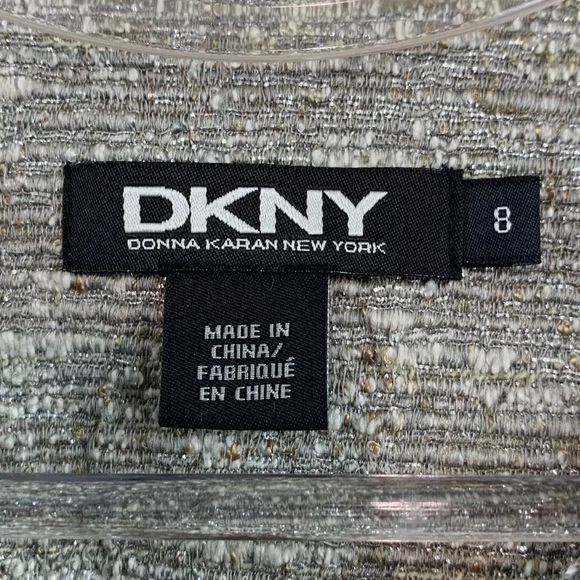 DKNY
DONNA KARAN NEW YORK
8
MADE IN
CHINA/
FABRIQUÉ
EN CHINE